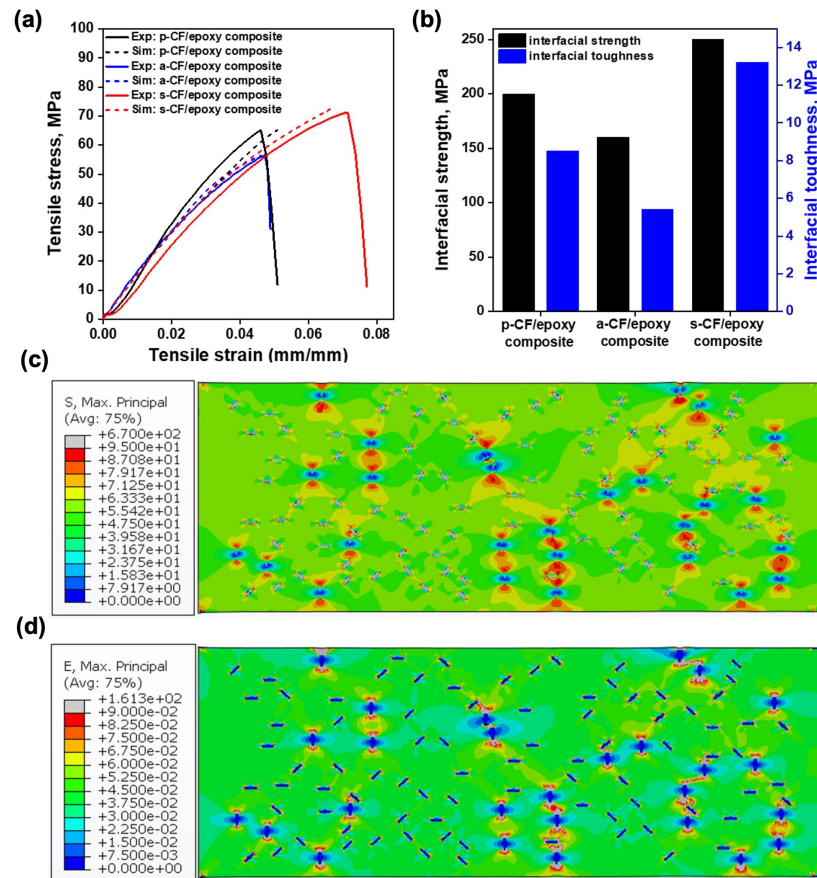 (a)
100
90
80
70
60
50
40
30
20
10
0
Tensile stress, MPa
Exp: p-CF/epoxy composite
Sim: p-CF/epoxy composite
Exp: a-CF/epoxy composite
Sim: a-CF/epoxy composite
Exp: s-CF/epoxy composite
Sim: s-CF/epoxy composite
0.00 0.02 0.04 0.06 0.08
Tensile strain (mm/mm)
(b)
250
200
150
100
50
0
Interfacial strength, MPa
interfacial strength
interfacial toughness
14
12
10
8
6
4
2
0
Interfacial toughness, MPa
p-CF/epoxy a-CF/epoxy s-CF/epoxy
composite composite composite
(c)
S, Max. Principal
(Avg: 75%)
+6.700e+02
+9.500e+01
+8.708e+01
+7.917e+01
+7.125e+01
+6.333e+01
+5.542e+01
+4.750e+01
+3.958e+01
+3.167e+01
+2.375e+01
+1.583e+01
+7.917e+00
+0.000e+00
(d)
E, Max. Principal
(Avg: 75%)
+1.613e+02
+9.000e-02
+8.250e-02
+7.500e-02
+6.750e-02
+6.000e-02
+5.250e-02
+4.500e-02
+3.750e-02
+3.000e-02
+2.250e-02
+1.500e-02
+7.500e-03
+0.000e+00